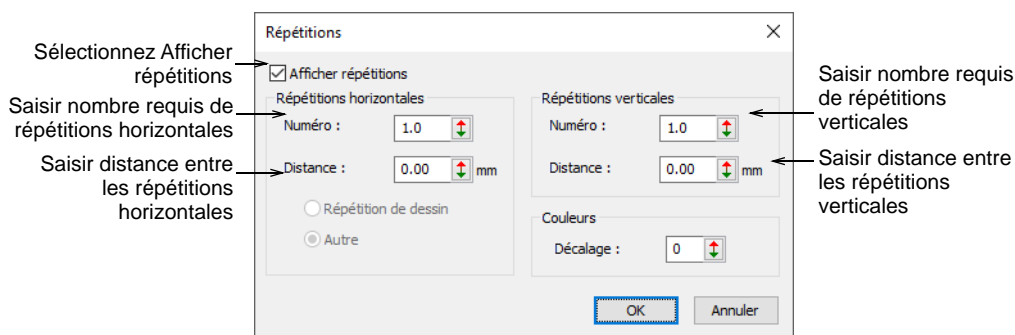 Répétitions
Sélectionnez Afficher
répétitions
Afficher répétitions
Saisir nombre requis de
répétitions horizontales
Répétitions horizontales
Numéro :
1.0
Saisir distance entre
les répétitions
horizontales
Distance :
0.00
mm
Répétition de dessin
Autre
Répétitions verticales
Numéro :
1.0
Saisir nombre requis
de répétitions
verticales
Distance :
0.00
mm
Saisir distance entre
les répétitions
verticales
Couleurs
Décalage :
0
OK
Annuler